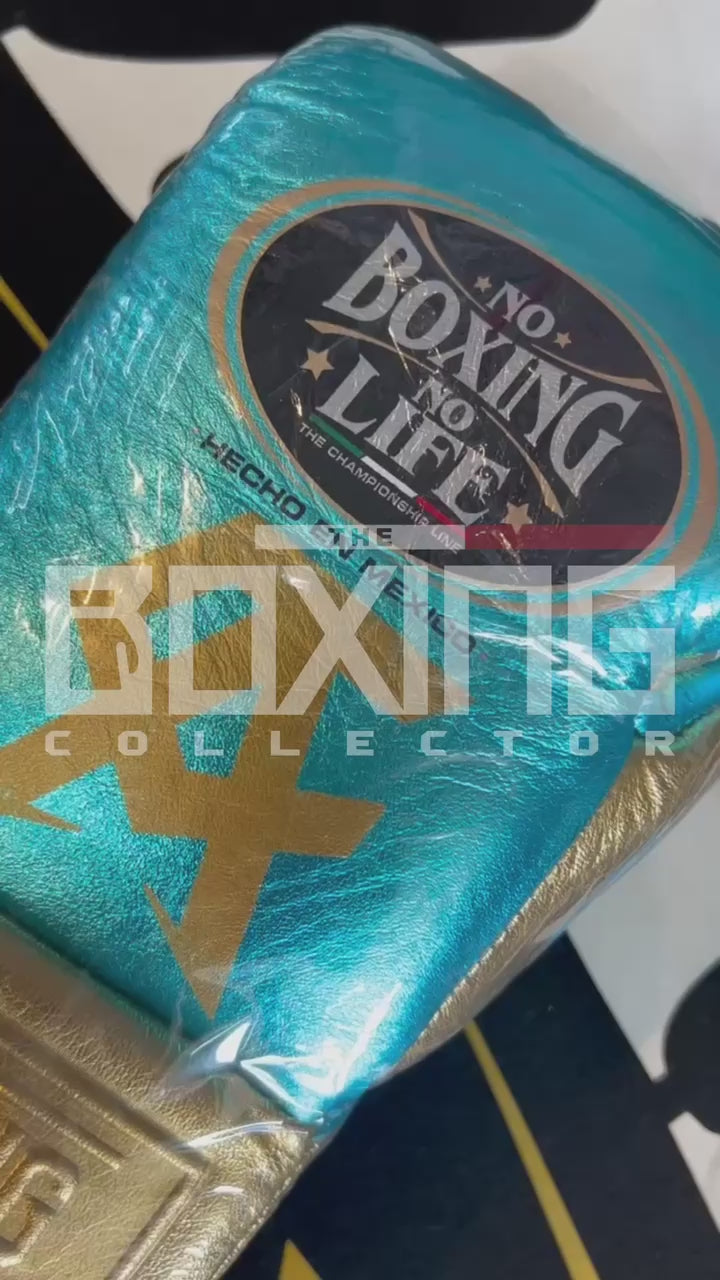 NO
BOXING
NO
LIFE
THE CHAMPIONSHIP LINE
HECHO EN MEXICO
THE
BOXING
COLLECTOR